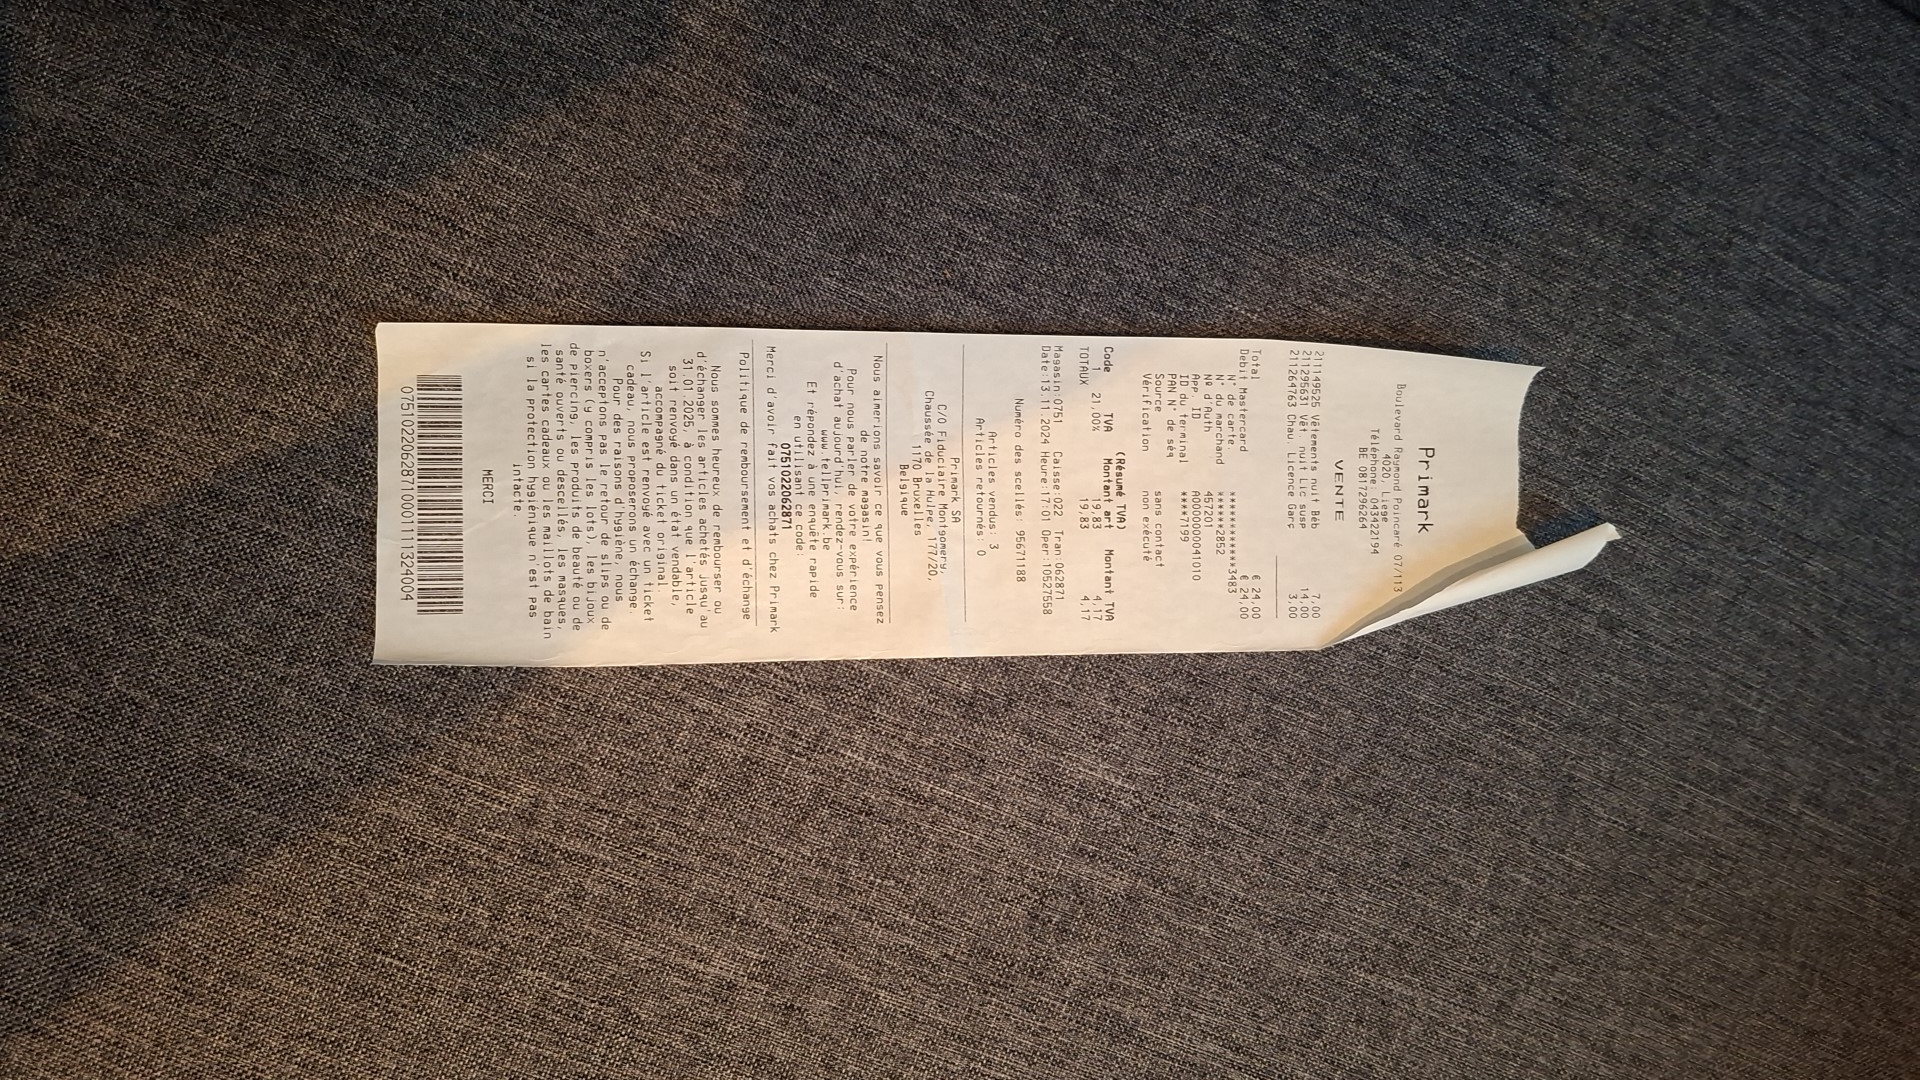 Primark
Boulevard Raymond Poincaré 07/113
4020, Liege
Téléphone: 043422194
BE 0817296264
VENTE
211149525 Vêtements nuit Béb 7,00
211295631 Vêt. nuit Lic susp 14,00
211264763 Chau. Licence Garç 3,00
Total € 24,00
Debit Mastercard € 24,00
N° de carte: ************3483
N° du marchand *****2852
Nº d'Auth 457201
App. ID A0000000041010
ID du terminal ****7199
PAN N° de séq
Source sans contact
Vérification non exécuté
(Résumé TVA)
Code TVA Montant art Montant TVA
1 21,00% 19,83 4,17
TOTAUX 19,83 4,17
Magasin:0751 Caisse:022 Tran:062871
Date:13.11.2024 Heure:17:01 Oper:10527558
Numéro des scellés: 95671188
Articles vendus: 3
Articles retournés: 0
Primark SA
C/O Fiduciaire Montgomery,
Chaussée de la Hulpe, 177/20,
1170 Bruxelles
Belgique
Nous aimerions savoir ce que vous pensez
de notre magasin!
Pour nous parler de votre expérience
d'achat aujourd'hui, rendez-vous sur:
www.tellprimark.be
Et répondez à une enquête rapide
en utilisant ce code:
0751022062871
Merci d'avoir fait vos achats chez Primark
Politique de remboursement et d'échange
Nous sommes heureux de rembourser ou
d'échanger les articles achetés jusqu'au
31.01.2025, à condition que l'article
soit renvoyé dans un état vendable,
accompagné du ticket original.
Si l'article est renvoyé avec un ticket
cadeau, nous proposerons un échange.
Pour des raisons d'hygiène, nous
n'acceptons pas le retour de slips ou de
boxers (y compris les lots), les bijoux
de piercing, les produits de beauté ou de
santé ouverts ou descellés, les masques,
les cartes cadeaux ou les maillots de bain
si la protection hygiénique n'est pas
intacte.
MERCI